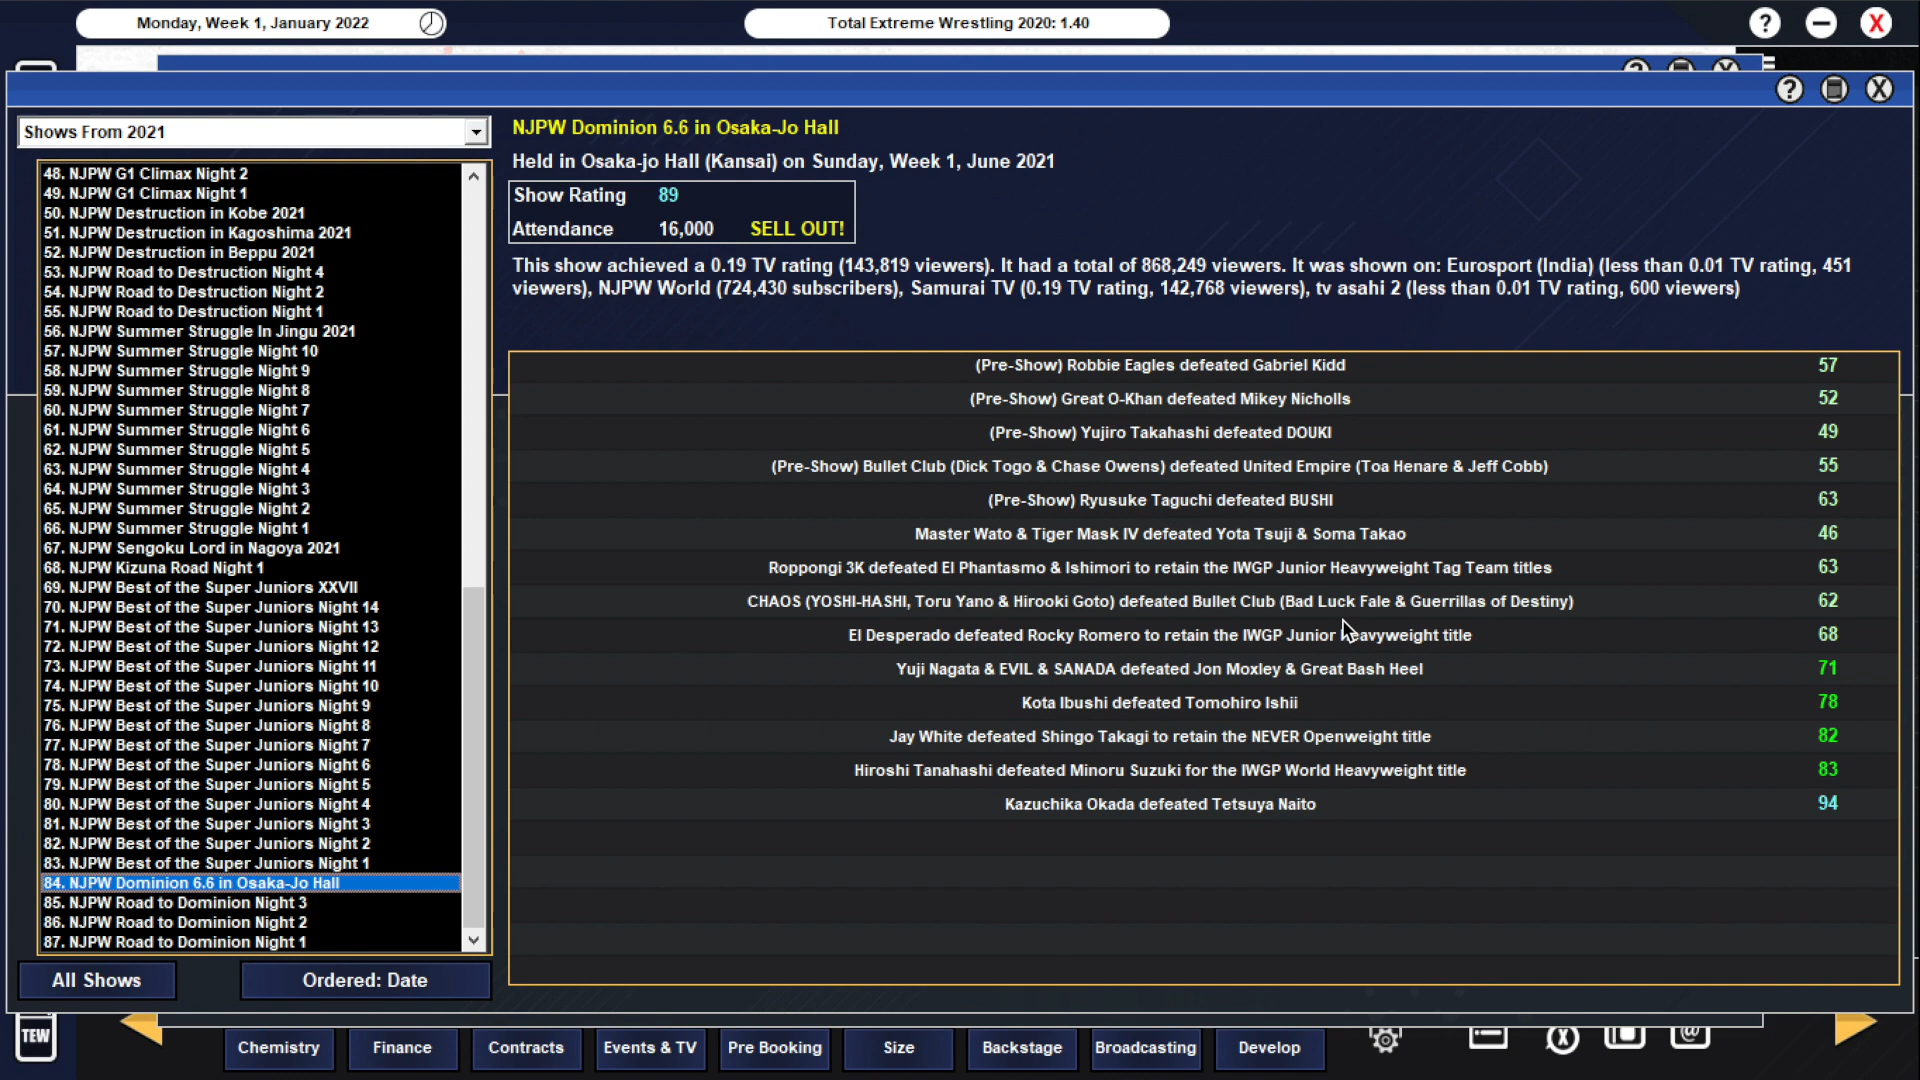 Monday, Week 1, January 2022
Total Extreme Wrestling 2020: 1.40
?
X
?
X
Shows From 2021
48. NJPW G1 Climax Night 2
49. NJPW G1 Climax Night 1
50. NJPW Destruction in Kobe 2021
51. NJPW Destruction in Kagoshima 2021
52. NJPW Destruction in Beppu 2021
53. NJPW Road to Destruction Night 4
54. NJPW Road to Destruction Night 2
55. NJPW Road to Destruction Night 1
56. NJPW Summer Struggle In Jingu 2021
57. NJPW Summer Struggle Night 10
58. NJPW Summer Struggle Night 9
59. NJPW Summer Struggle Night 8
60. NJPW Summer Struggle Night 7
61. NJPW Summer Struggle Night 6
62. NJPW Summer Struggle Night 5
63. NJPW Summer Struggle Night 4
64. NJPW Summer Struggle Night 3
65. NJPW Summer Struggle Night 2
66. NJPW Summer Struggle Night 1
67. NJPW Sengoku Lord in Nagoya 2021
68. NJPW Kizuna Road Night 1
69. NJPW Best of the Super Juniors XXVII
70. NJPW Best of the Super Juniors Night 14
71. NJPW Best of the Super Juniors Night 13
72. NJPW Best of the Super Juniors Night 12
73. NJPW Best of the Super Juniors Night 11
74. NJPW Best of the Super Juniors Night 10
75. NJPW Best of the Super Juniors Night 9
76. NJPW Best of the Super Juniors Night 8
77. NJPW Best of the Super Juniors Night 7
78. NJPW Best of the Super Juniors Night 6
79. NJPW Best of the Super Juniors Night 5
80. NJPW Best of the Super Juniors Night 4
81. NJPW Best of the Super Juniors Night 3
82. NJPW Best of the Super Juniors Night 2
83. NJPW Best of the Super Juniors Night 1
84. NJPW Dominion 6.6 in Osaka-Jo Hall
85. NJPW Road to Dominion Night 3
86. NJPW Road to Dominion Night 2
87. NJPW Road to Dominion Night 1
All Shows
Ordered: Date
NJPW Dominion 6.6 in Osaka-Jo Hall
Held in Osaka-jo Hall (Kansai) on Sunday, Week 1, June 2021
Show Rating 89
Attendance 16,000 SELL OUT!
This show achieved a 0.19 TV rating (143,819 viewers). It had a total of 868,249 viewers. It was shown on: Eurosport (India) (less than 0.01 TV rating, 451
viewers), NJPW World (724,430 subscribers), Samurai TV (0.19 TV rating, 142,768 viewers), tv asahi 2 (less than 0.01 TV rating, 600 viewers)
(Pre-Show) Robbie Eagles defeated Gabriel Kidd 57
(Pre-Show) Great O-Khan defeated Mikey Nicholls 52
(Pre-Show) Yujiro Takahashi defeated DOUKI 49
(Pre-Show) Bullet Club (Dick Togo & Chase Owens) defeated United Empire (Toa Henare & Jeff Cobb) 55
(Pre-Show) Ryusuke Taguchi defeated BUSHI 63
Master Wato & Tiger Mask IV defeated Yota Tsuji & Soma Takao 46
Roppongi 3K defeated El Phantasmo & Ishimori to retain the IWGP Junior Heavyweight Tag Team titles 63
CHAOS (YOSHI-HASHI, Toru Yano & Hirooki Goto) defeated Bullet Club (Bad Luck Fale & Guerrillas of Destiny) 62
El Desperado defeated Rocky Romero to retain the IWGP Junior Heavyweight title 68
Yuji Nagata & EVIL & SANADA defeated Jon Moxley & Great Bash Heel 71
Kota Ibushi defeated Tomohiro Ishii 78
Jay White defeated Shingo Takagi to retain the NEVER Openweight title 82
Hiroshi Tanahashi defeated Minoru Suzuki for the IWGP World Heavyweight title 83
Kazuchika Okada defeated Tetsuya Naito 94
TEW
Chemistry
Finance
Contracts
Events & TV
Pre Booking
Size
Backstage
Broadcasting
Develop